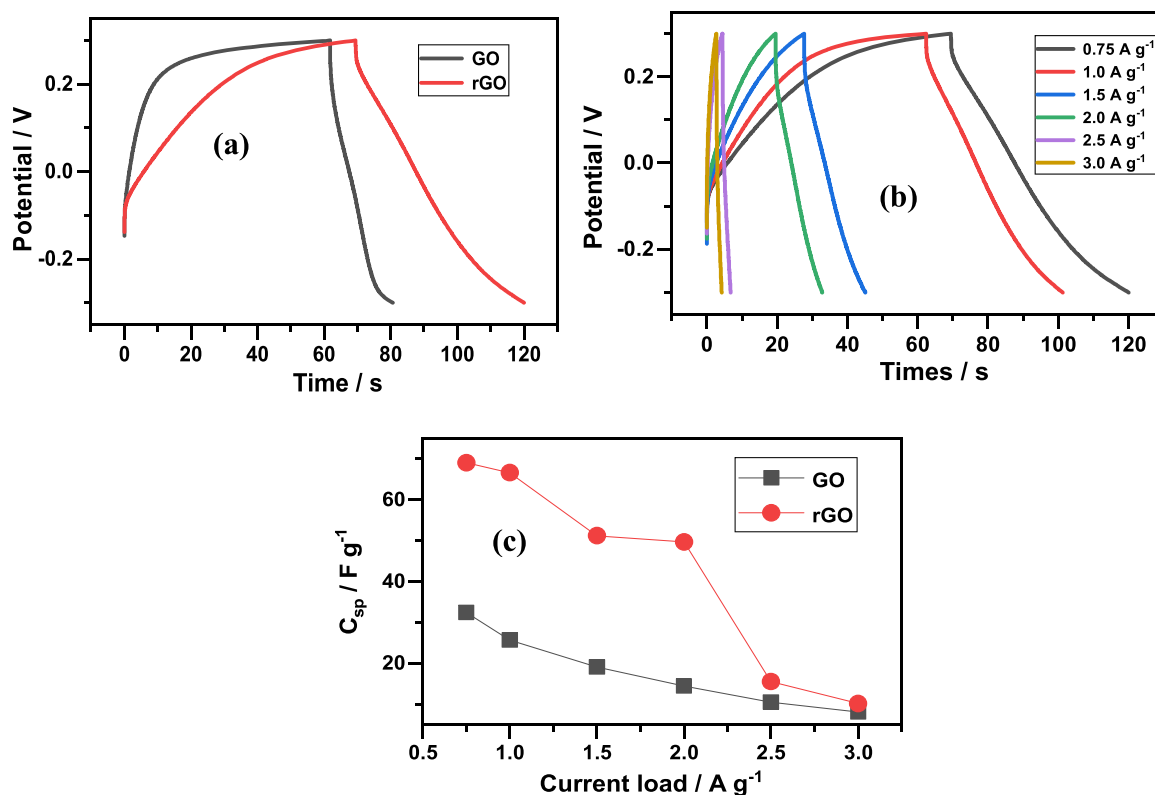 GO
rGO
(a)
0.2
0.0
-0.2
Potential / V
0 20 40 60 80 100 120
Time / s
0.75 A g⁻¹
1.0 A g⁻¹
1.5 A g⁻¹
2.0 A g⁻¹
2.5 A g⁻¹
3.0 A g⁻¹
(b)
0.2
0.0
-0.2
Potential / V
0 20 40 60 80 100 120
Times / s
GO
rGO
(c)
60
40
20
C_sp / F g⁻¹
0.5 1.0 1.5 2.0 2.5 3.0
Current load / A g⁻¹